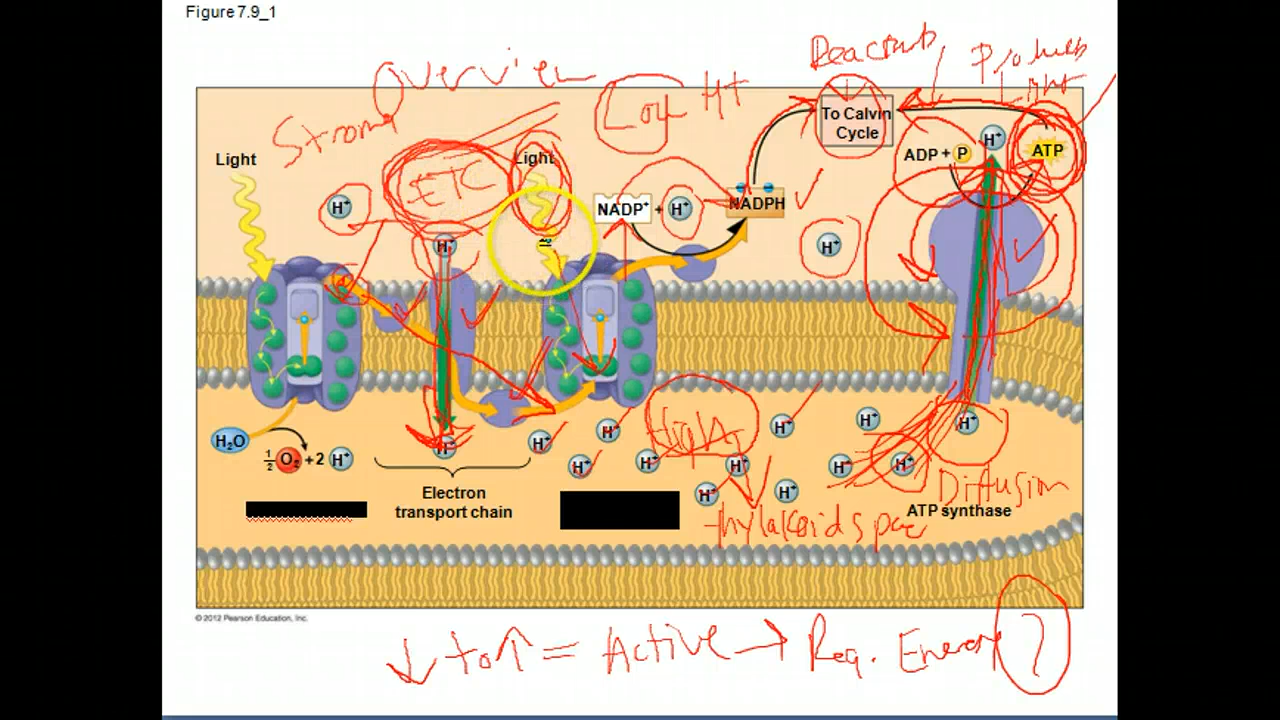 Figure 7.9_1
Reactants
Products
Overview
Low H+
Light
Stroma
To Calvin
Cycle
H+
ADP + P
ATP
Light
Light
ETC
H+
NADP+ + H+
NADPH
H+
H+
H2O
1/2 O2 + 2 H+
H+
H+
H+
H+
H+
H+
H+
H+
H+
H+
H+
H+
High
Electron
transport chain
Diffusion
ATP synthase
thylakoid space
© 2012 Pearson Education, Inc.
↓ to ↑ = Active → Req. Energy ?